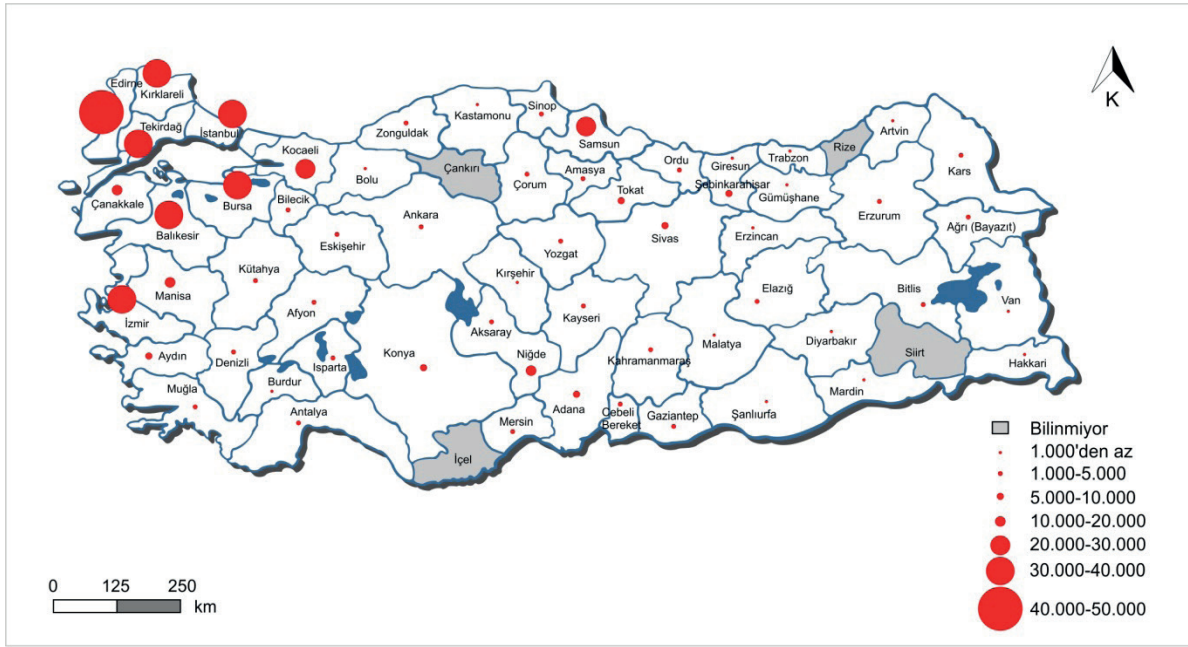 Edirne
Kırklareli
Tekirdağ
İstanbul
Kocaeli
Zonguldak
Kastamonu
Sinop
Samsun
Çankırı
Bolu
Çorum
Amasya
Tokat
Ordu
Giresun
Şebinkarahisar
Trabzon
Gümüşhane
Rize
Artvin
Kars
Çanakkale
Bursa
Bilecik
Balıkesir
Eskişehir
Ankara
Yozgat
Sivas
Erzincan
Erzurum
Ağrı (Bayazıt)
Kütahya
Manisa
İzmir
Afyon
Kırşehir
Aksaray
Kayseri
Elazığ
Bitlis
Van
Aydın
Denizli
Isparta
Konya
Niğde
Kahramanmaraş
Malatya
Diyarbakır
Siirt
Hakkari
Muğla
Burdur
Antalya
Mersin
İçel
Adana
Cebeli
Bereket
Gaziantep
Şanlıurfa
Mardin
K
Bilinmiyor
1.000'den az
1.000-5.000
5.000-10.000
10.000-20.000
20.000-30.000
30.000-40.000
40.000-50.000
0 125 250
km